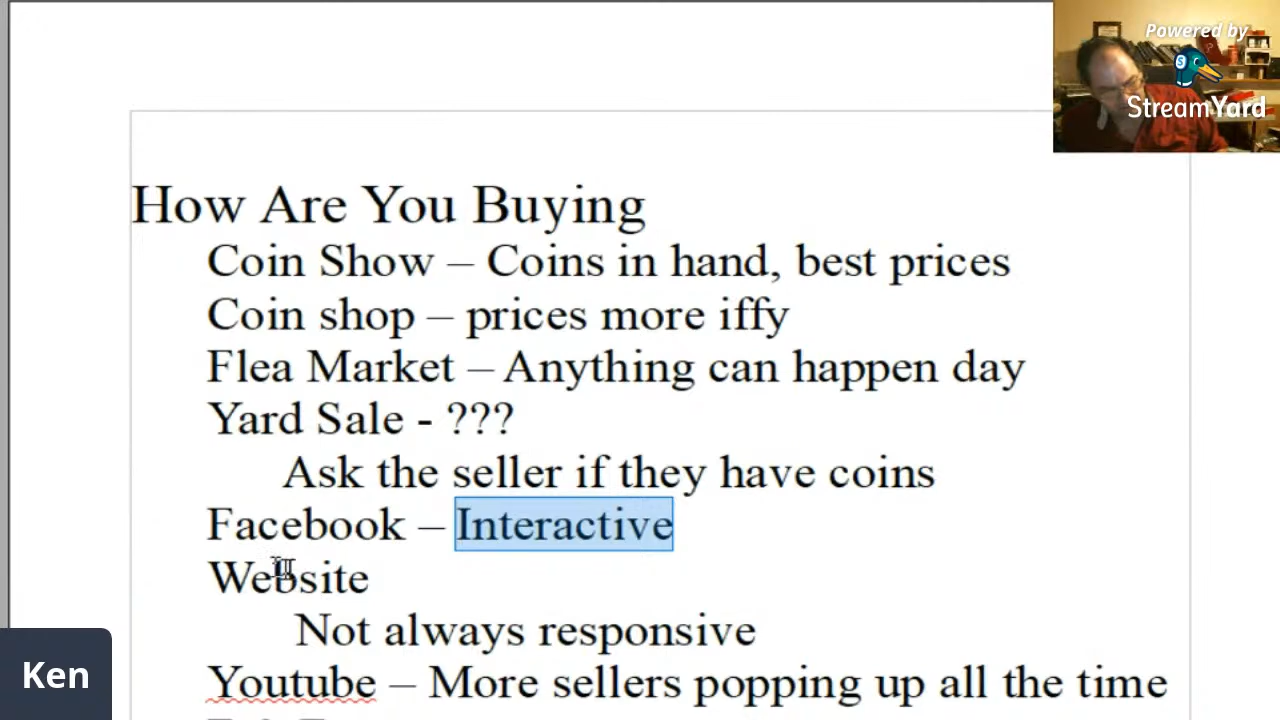 Powered by
StreamYard
How Are You Buying
Coin Show – Coins in hand, best prices
Coin shop – prices more iffy
Flea Market – Anything can happen day
Yard Sale - ???
Ask the seller if they have coins
Facebook – Interactive
Website
Not always responsive
Youtube – More sellers popping up all the time
Ken